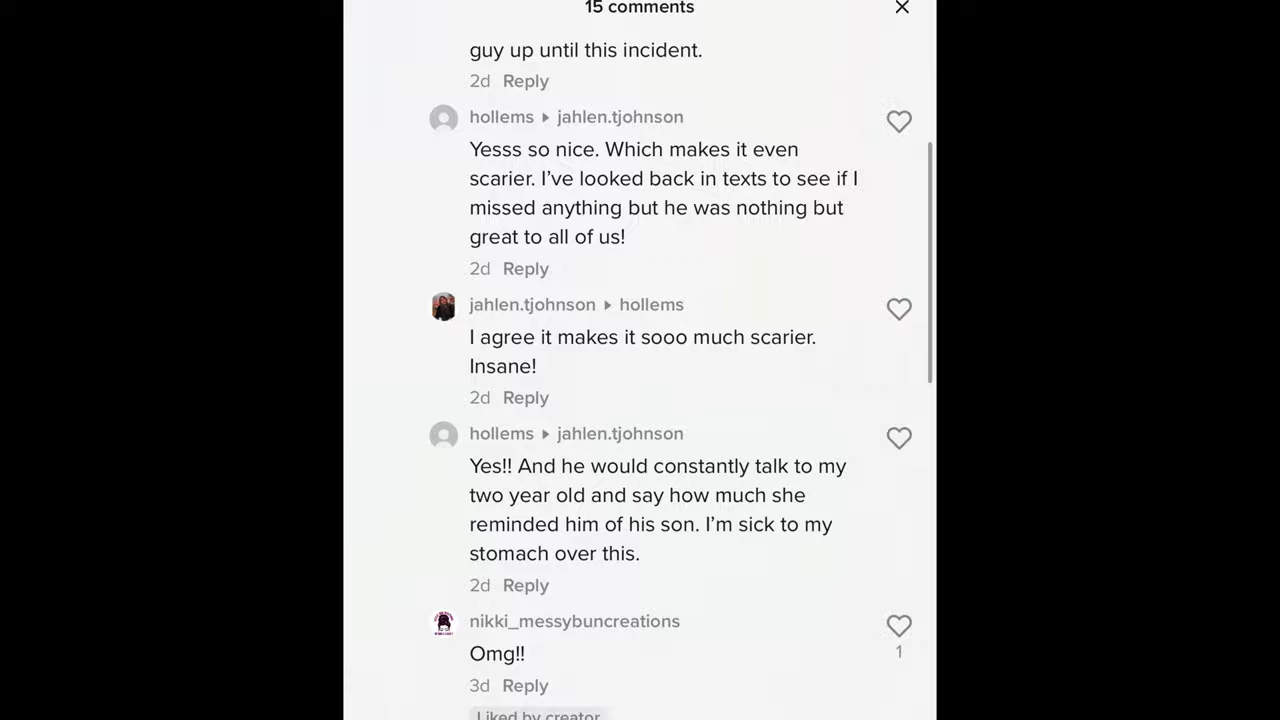 15 comments
guy up until this incident.
2d Reply
hollems jahlen.tjohnson
Yesss so nice. Which makes it even
scarier. I’ve looked back in texts to see if I
missed anything but he was nothing but
great to all of us!
2d Reply
jahlen.tjohnson hollems
I agree it makes it sooo much scarier.
Insane!
2d Reply
hollems jahlen.tjohnson
Yes!! And he would constantly talk to my
two year old and say how much she
reminded him of his son. I’m sick to my
stomach over this.
2d Reply
nikki_messybuncreations
Omg!!
1
3d Reply
Liked by creator